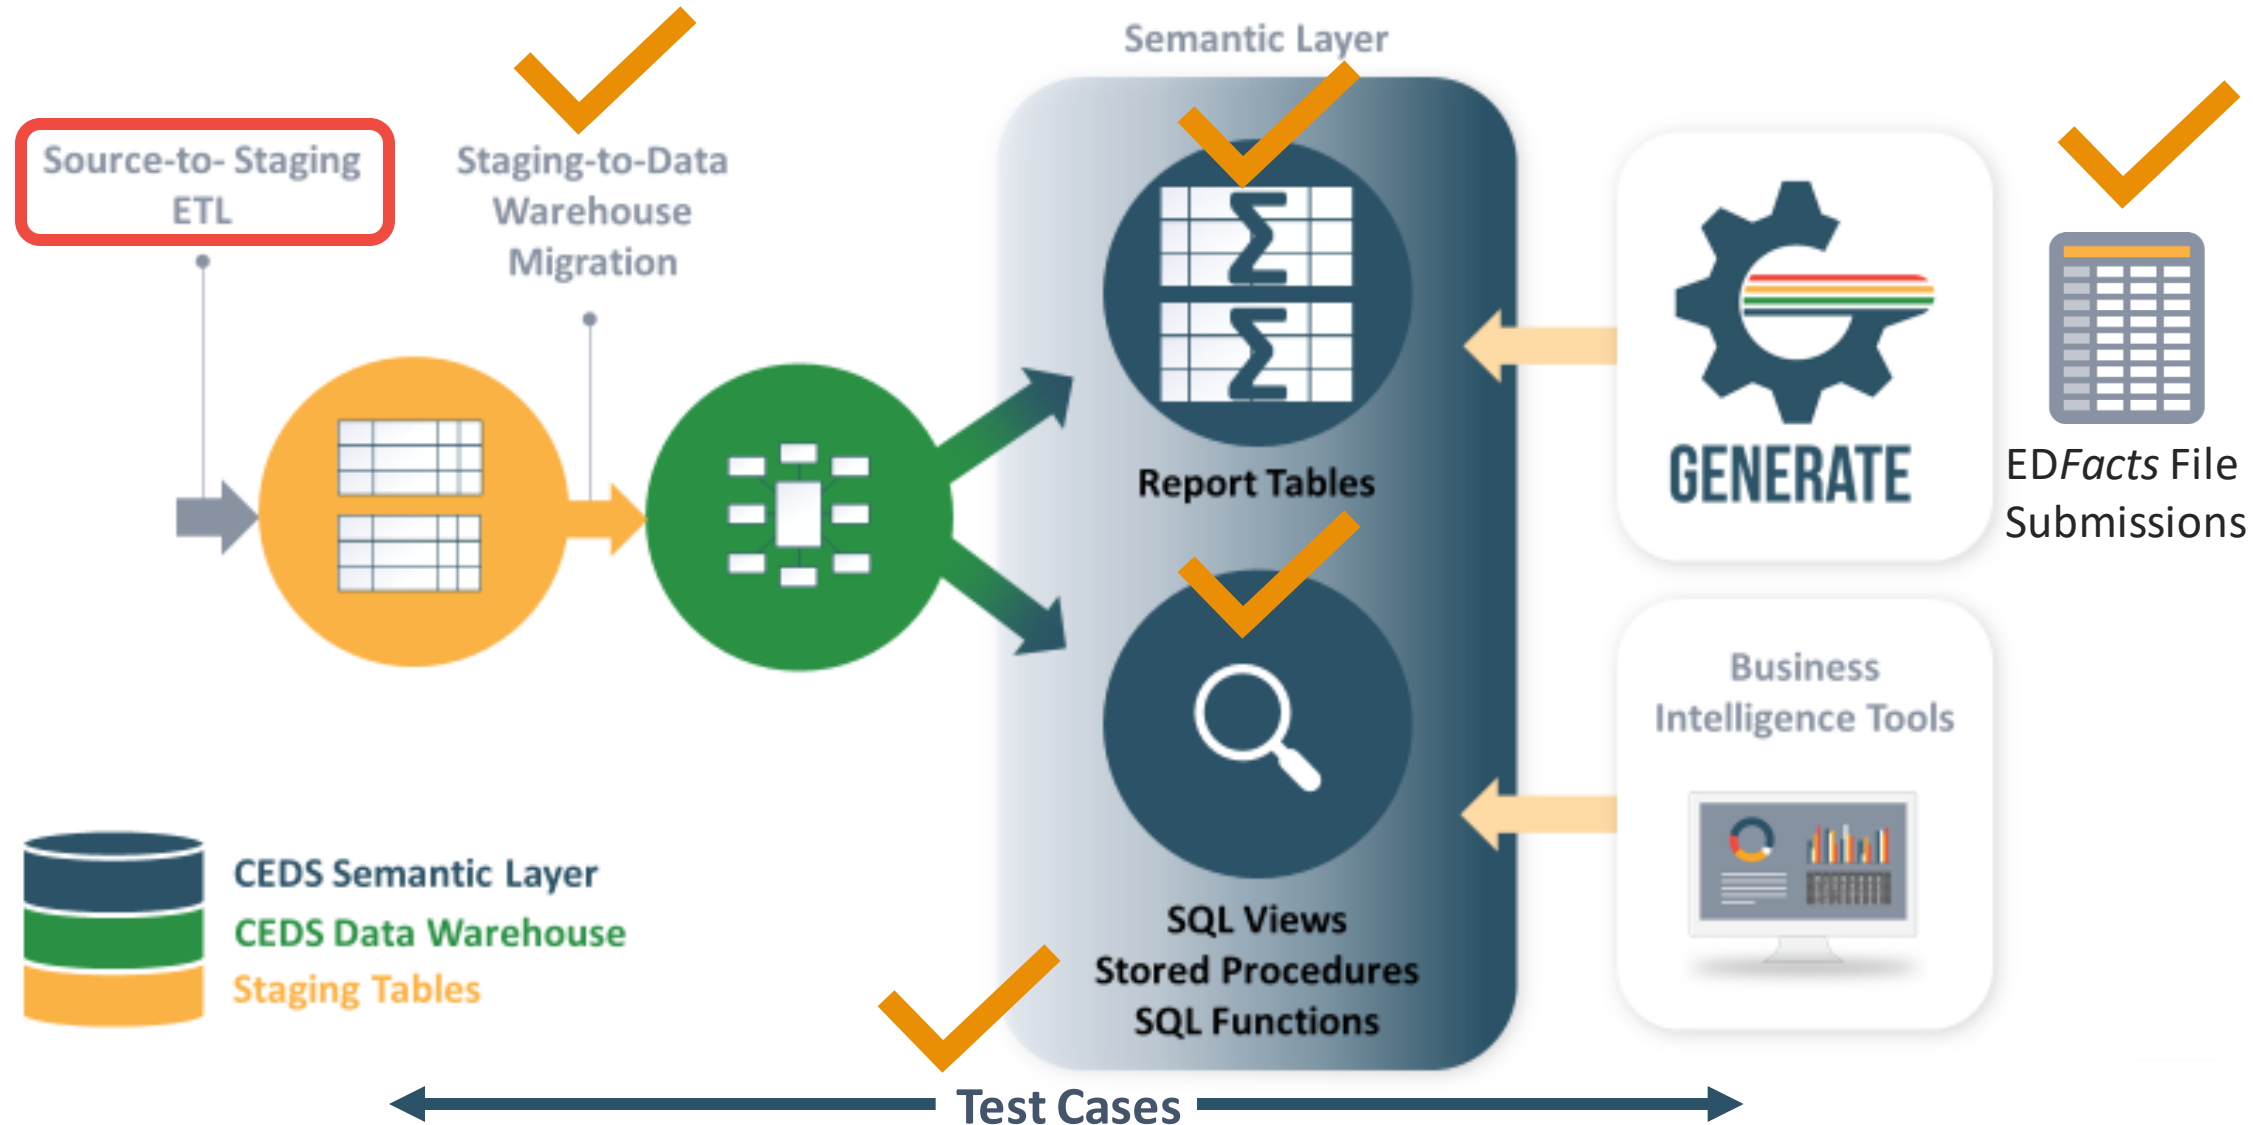 Semantic Layer
Source-to- Staging
ETL
Staging-to-Data
Warehouse
Migration
Report Tables
GENERATE
EDFacts File
Submissions
Business
Intelligence Tools
SQL Views
Stored Procedures
SQL Functions
CEDS Semantic Layer
CEDS Data Warehouse
Staging Tables
Test Cases